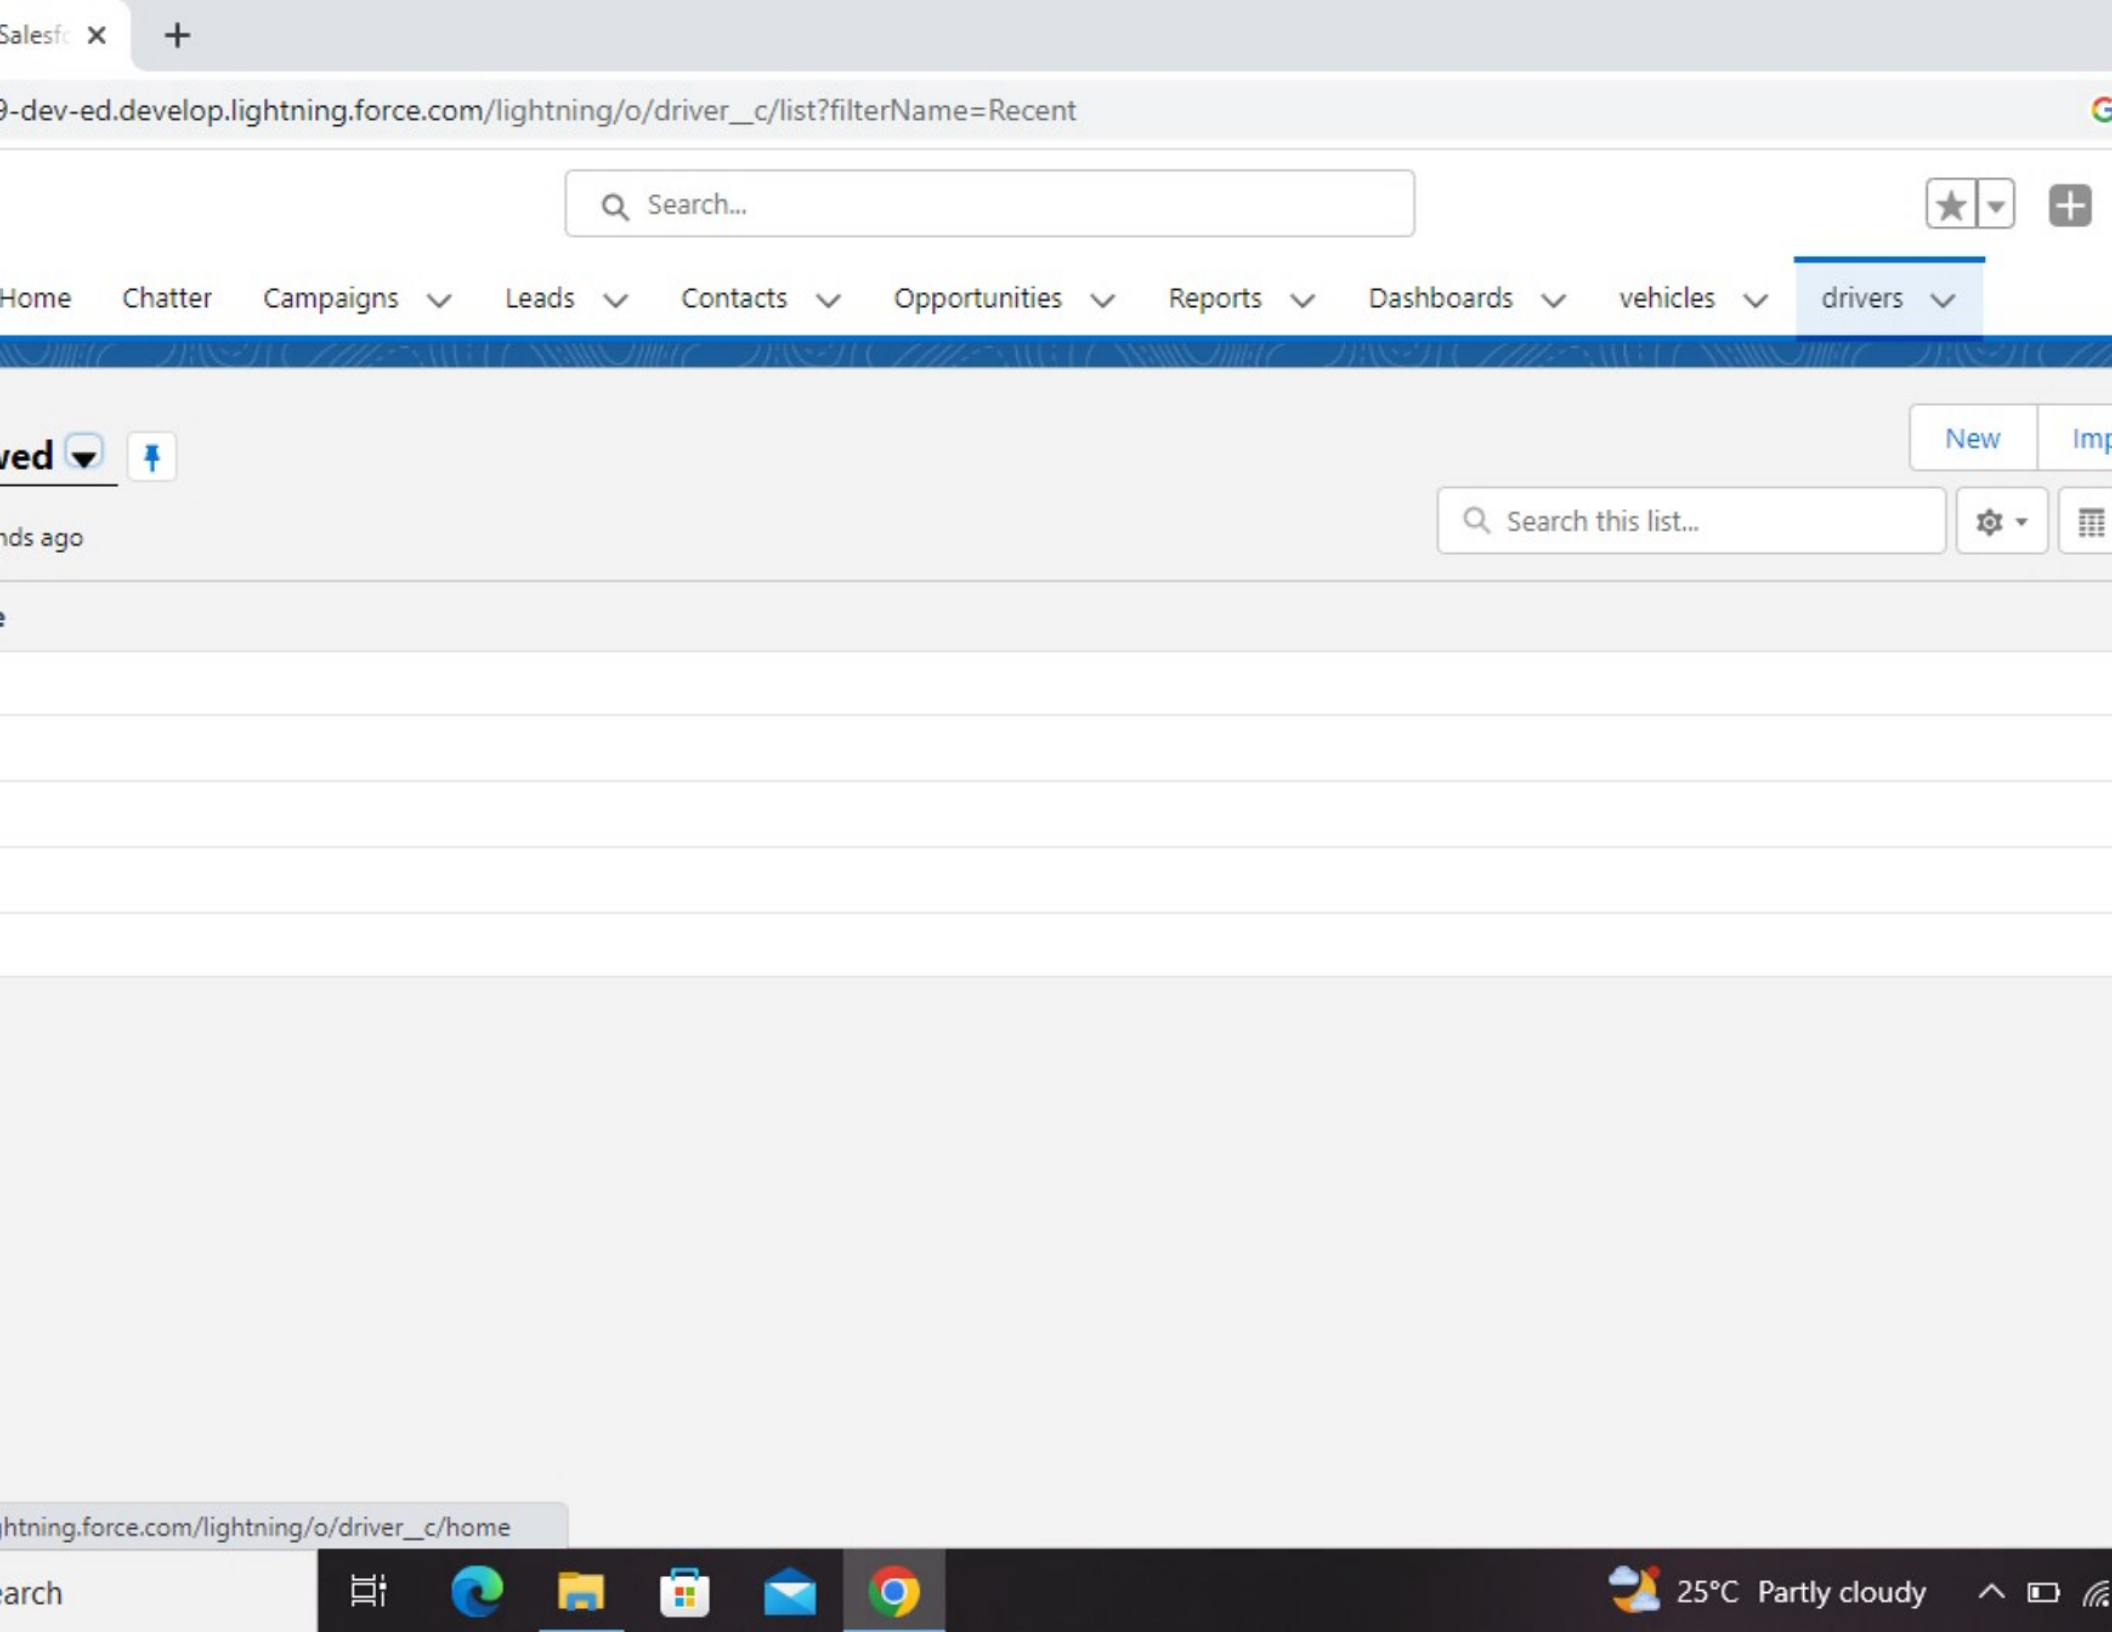 Salesf
9-dev-ed.develop.lightning.force.com/lightning/o/driver__c/list?filterName=Recent
Search...
Home Chatter Campaigns Leads Contacts Opportunities Reports Dashboards vehicles drivers
wed
New Imp
nds ago
Search this list...
e
ghtning.force.com/lightning/o/driver__c/home
earch
25°C Partly cloudy